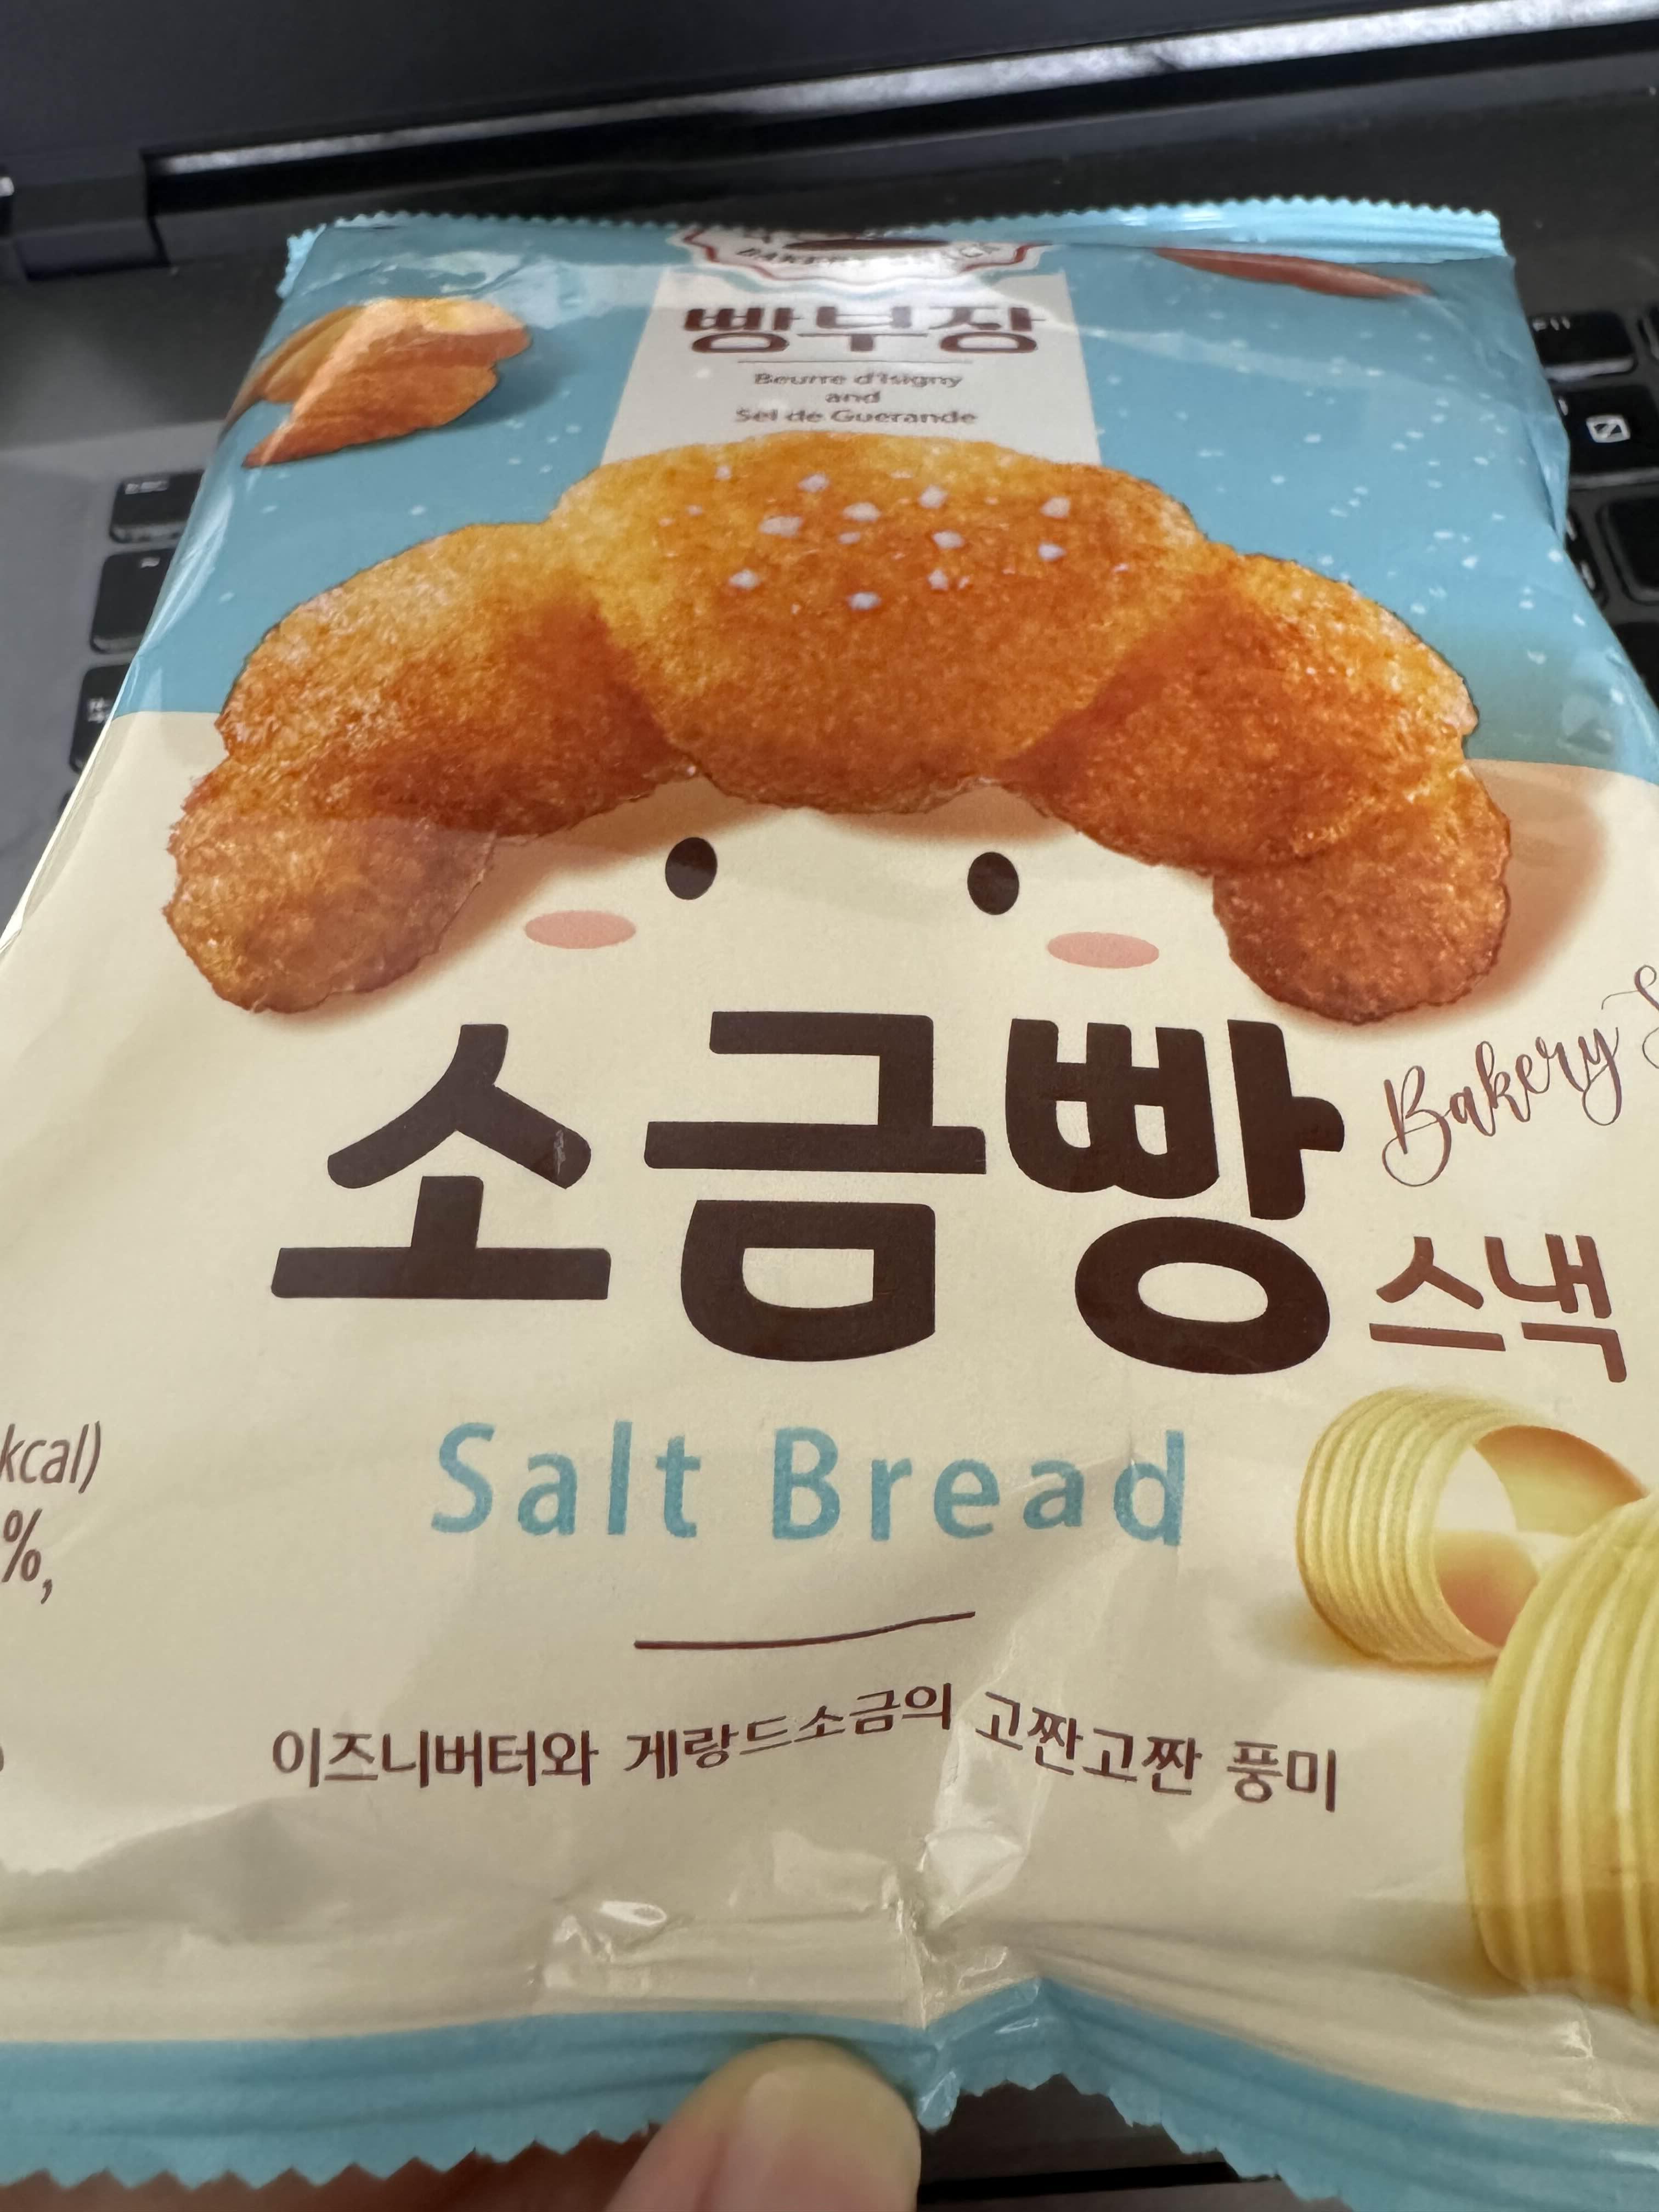 빵부장
Beurre d'Isigny
and
Sel de Guerande
소금빵
Bakery
스낵
Salt Bread
kcal)
%,
이즈니버터와 게랑드소금의 고짠고짠 풍미
F11